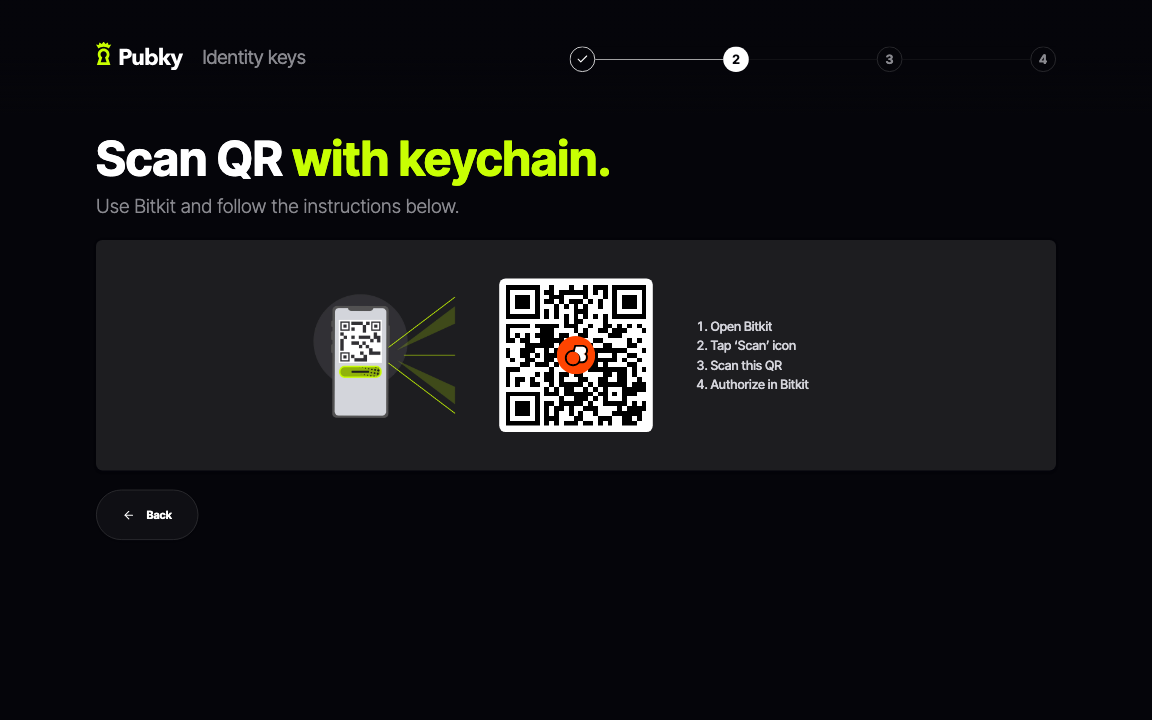 Pubky Identity keys
2 3 4
Scan QR with keychain.
Use Bitkit and follow the instructions below.
1. Open Bitkit
2. Tap ‘Scan’ icon
3. Scan this QR
4. Authorize in Bitkit
Back